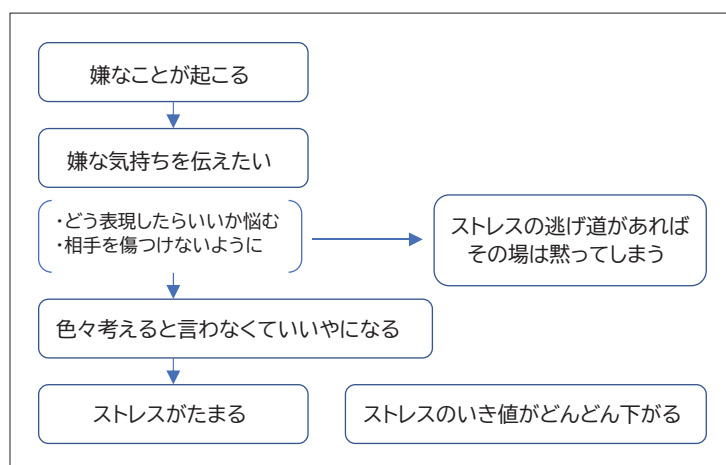 嫌なことが起こる
嫌な気持ちを伝えたい
・どう表現したらいいか悩む
・相手を傷つけないように
ストレスの逃げ道があれば
その場は黙ってしまう
色々考えると言わなくていいやになる
ストレスがたまる
ストレスのいき値がどんどん下がる